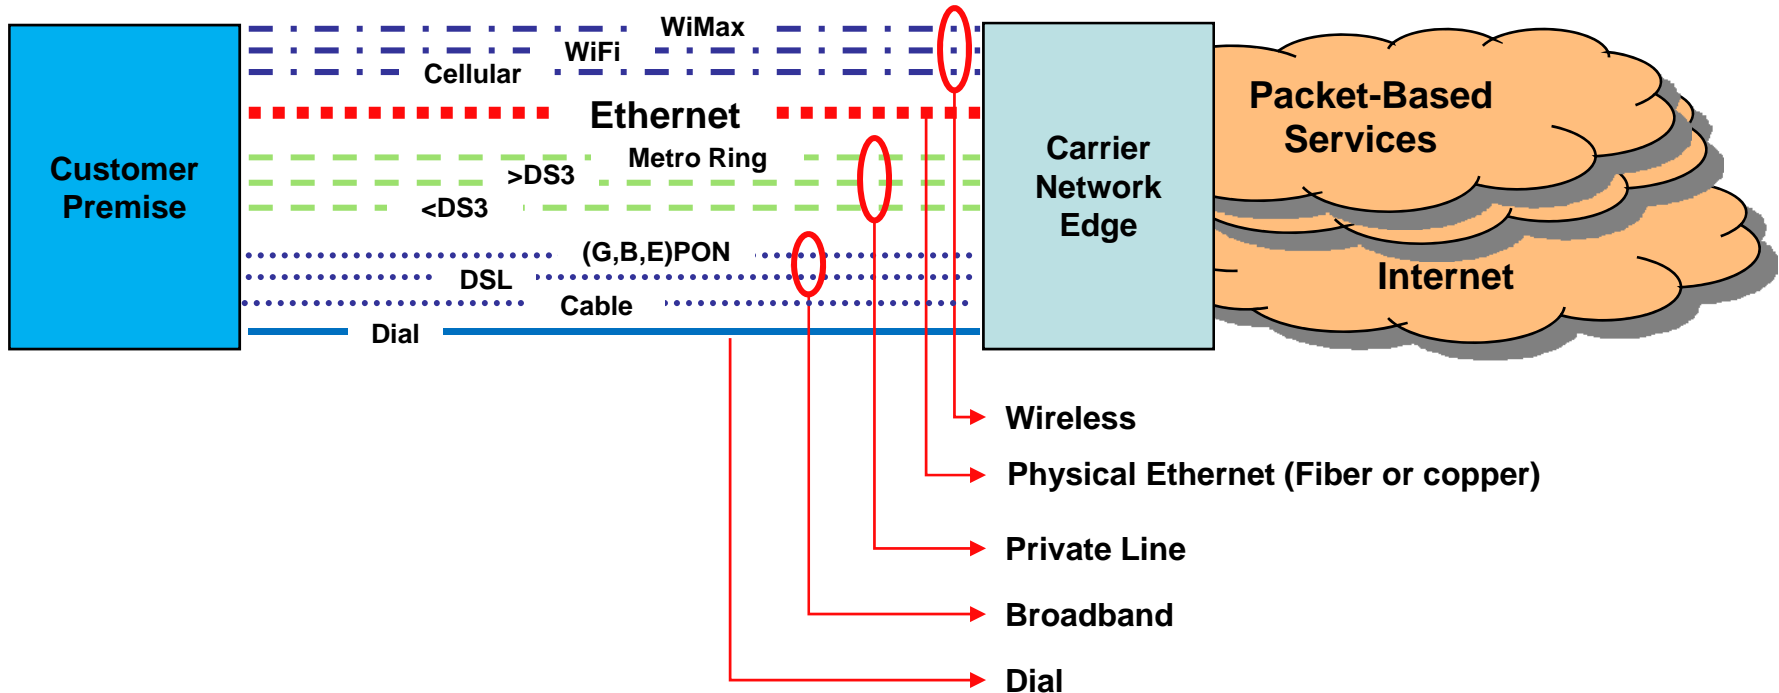 WiMax
WiFi
Cellular
Ethernet
Metro Ring
>DS3
<DS3
(G,B,E)PON
DSL
Cable
Dial
Customer
Premise
Carrier
Network
Edge
Packet-Based
Services
Internet
Wireless
Physical Ethernet (Fiber or copper)
Private Line
Broadband
Dial